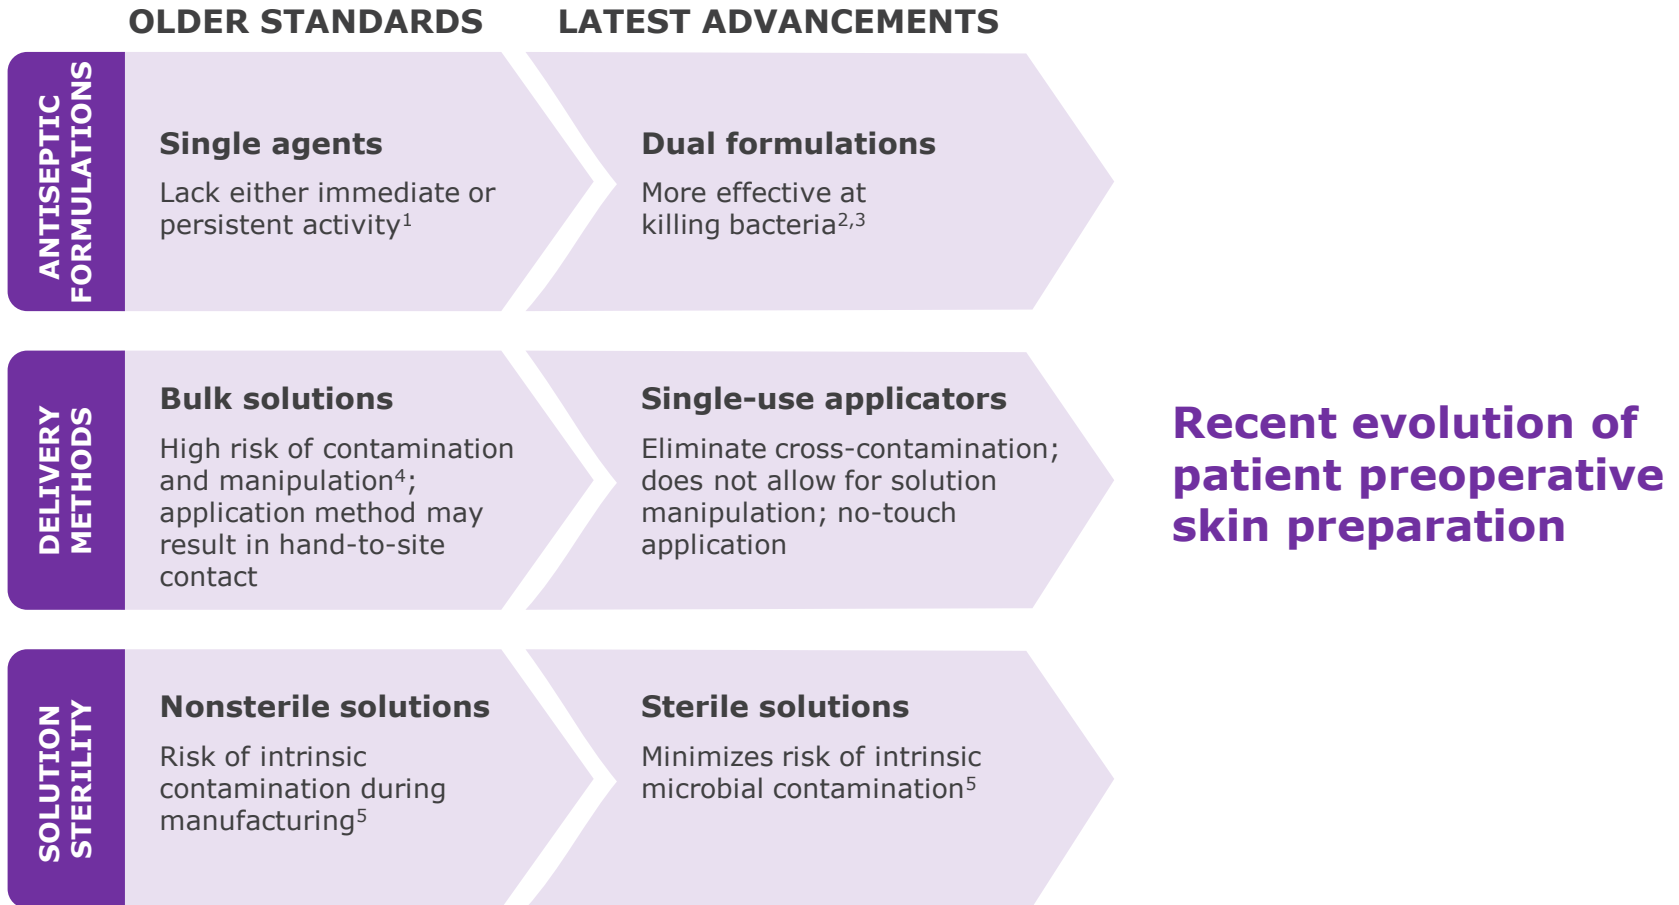 OLDER STANDARDS
LATEST ADVANCEMENTS
ANTISEPTIC
FORMULATIONS
Single agents
Lack either immediate or
persistent activity¹
Dual formulations
More effective at
killing bacteria²,³
DELIVERY
METHODS
Bulk solutions
High risk of contamination
and manipulation⁴;
application method may
result in hand-to-site
contact
Single-use applicators
Eliminate cross-contamination;
does not allow for solution
manipulation; no-touch
application
Recent evolution of
patient preoperative
skin preparation
SOLUTION
STERILITY
Nonsterile solutions
Risk of intrinsic
contamination during
manufacturing⁵
Sterile solutions
Minimizes risk of intrinsic
microbial contamination⁵